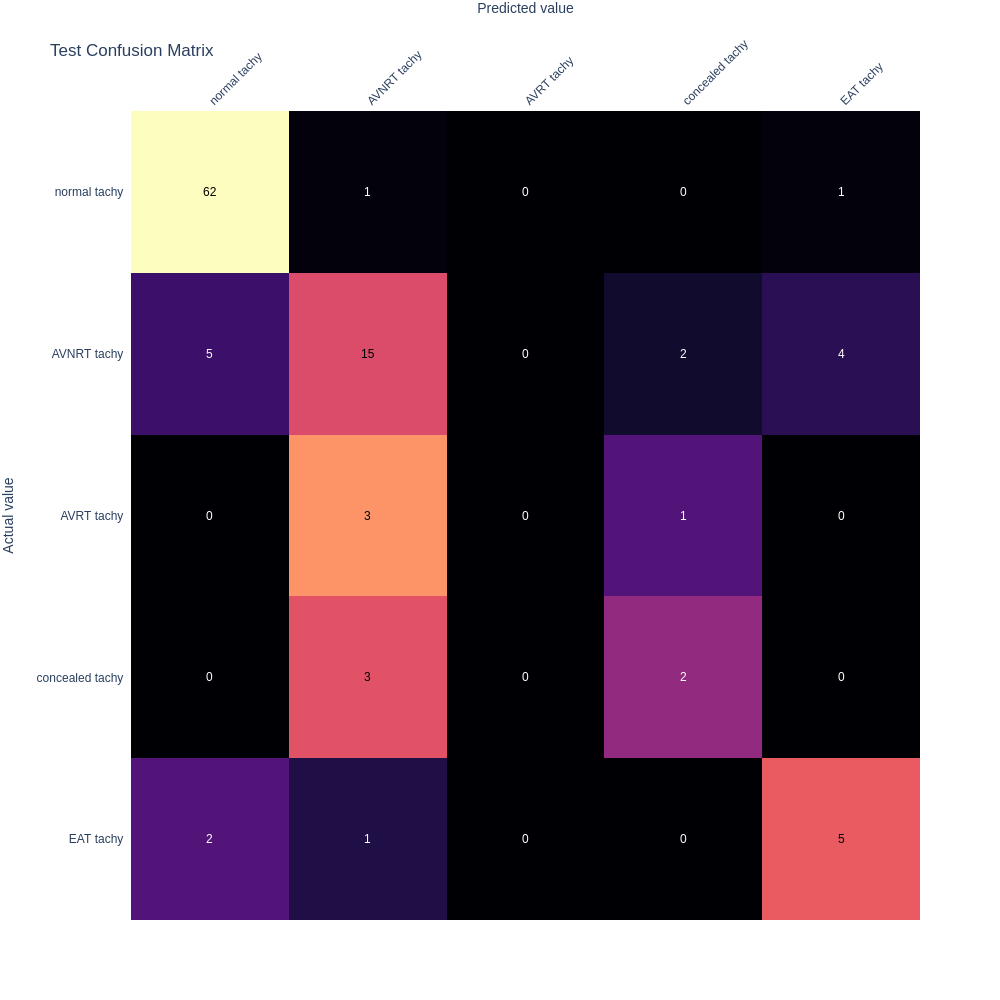 Predicted value
Test Confusion Matrix
normal tachy
AVNRT tachy
AVRT tachy
concealed tachy
EAT tachy
normal tachy 62 1 0 0 1
AVNRT tachy 5 15 0 2 4
AVRT tachy 0 3 0 1 0
concealed tachy 0 3 0 2 0
EAT tachy 2 1 0 0 5
Actual value